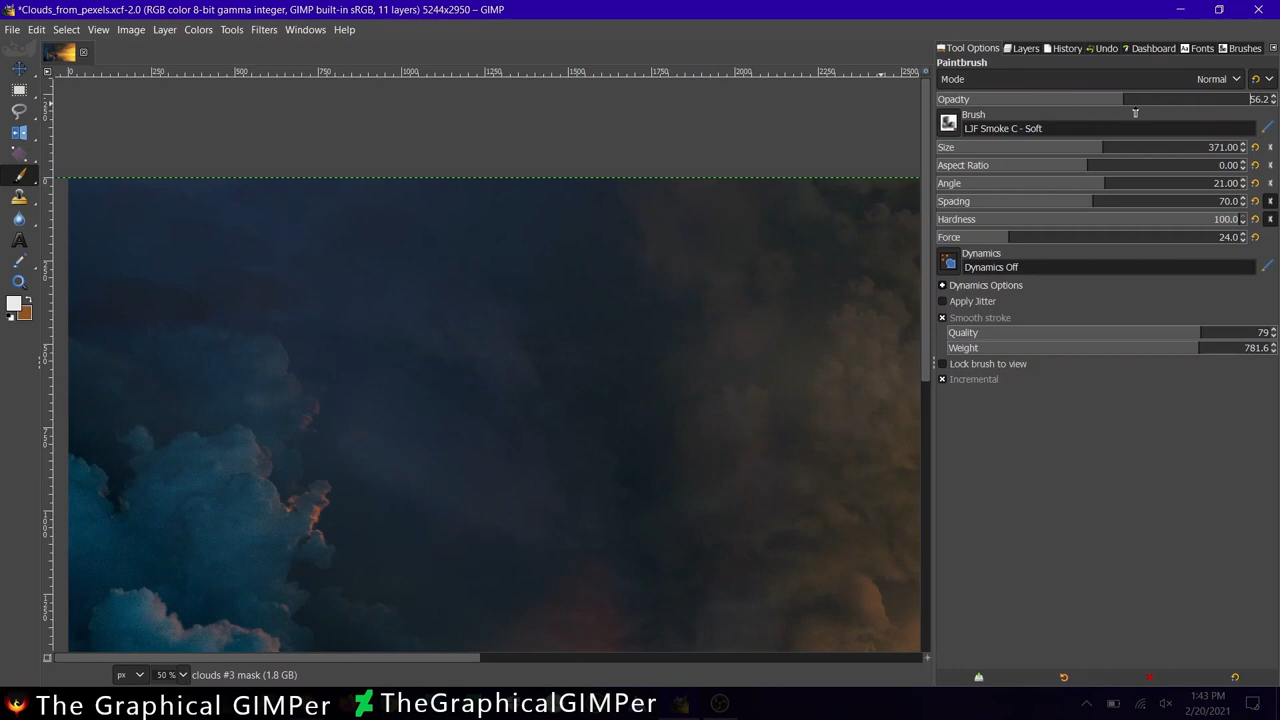 *Clouds_from_pexels.xcf-2.0 (RGB color 8-bit gamma integer, GIMP built-in sRGB, 11 layers) 5244x2950 – GIMP
File Edit Select View Image Layer Colors Tools Filters Windows Help
Tool Options Layers History Undo Dashboard Fonts Brushes
Paintbrush
Mode Normal
Opacity 56.2
Brush
LJF Smoke C - Soft
Size 371.00
Aspect Ratio 0.00
Angle 21.00
Spacing 70.0
Hardness 100.0
Force 24.0
Dynamics
Dynamics Off
Dynamics Options
Apply Jitter
Smooth stroke
Quality 79
Weight 781.6
Lock brush to view
Incremental
0 250 500 750 1000 1250 1500 1750 2000 2250 2500
px 50 % clouds #3 mask (1.8 GB)
The Graphical GIMPer TheGraphicalGIMPer
1:43 PM
2/20/2021